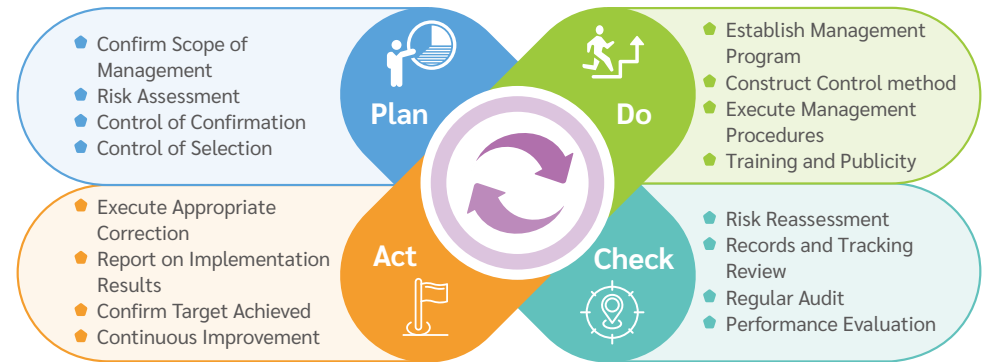 Confirm Scope of
Management
Risk Assessment
Control of Confirmation
Control of Selection
Plan
Do
Establish Management
Program
Construct Control method
Execute Management
Procedures
Training and Publicity
Execute Appropriate
Correction
Report on Implementation
Results
Confirm Target Achieved
Continuous Improvement
Act
Check
Risk Reassessment
Records and Tracking
Review
Regular Audit
Performance Evaluation